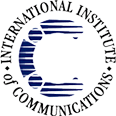 INTERNATIONAL INSTITUTE
of COMMUNICATIONS